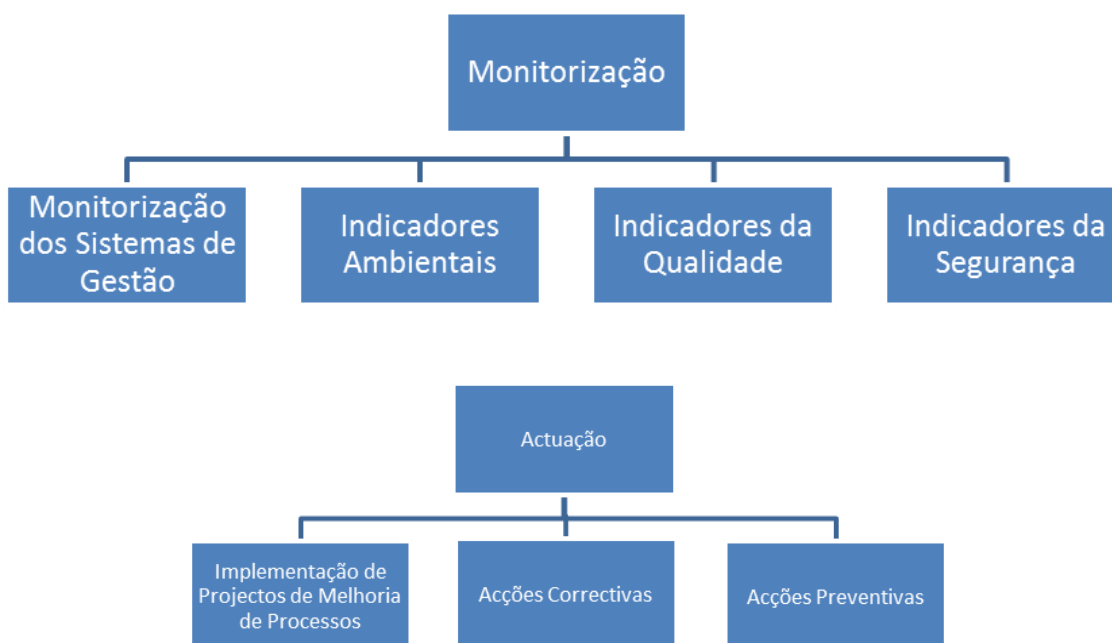 Monitorização
Monitorização
dos Sistemas de
Gestão
Indicadores
Ambientais
Indicadores da
Qualidade
Indicadores da
Segurança
Actuação
Implementação de
Projectos de Melhoria
de Processos
Acções Correctivas
Acções Preventivas